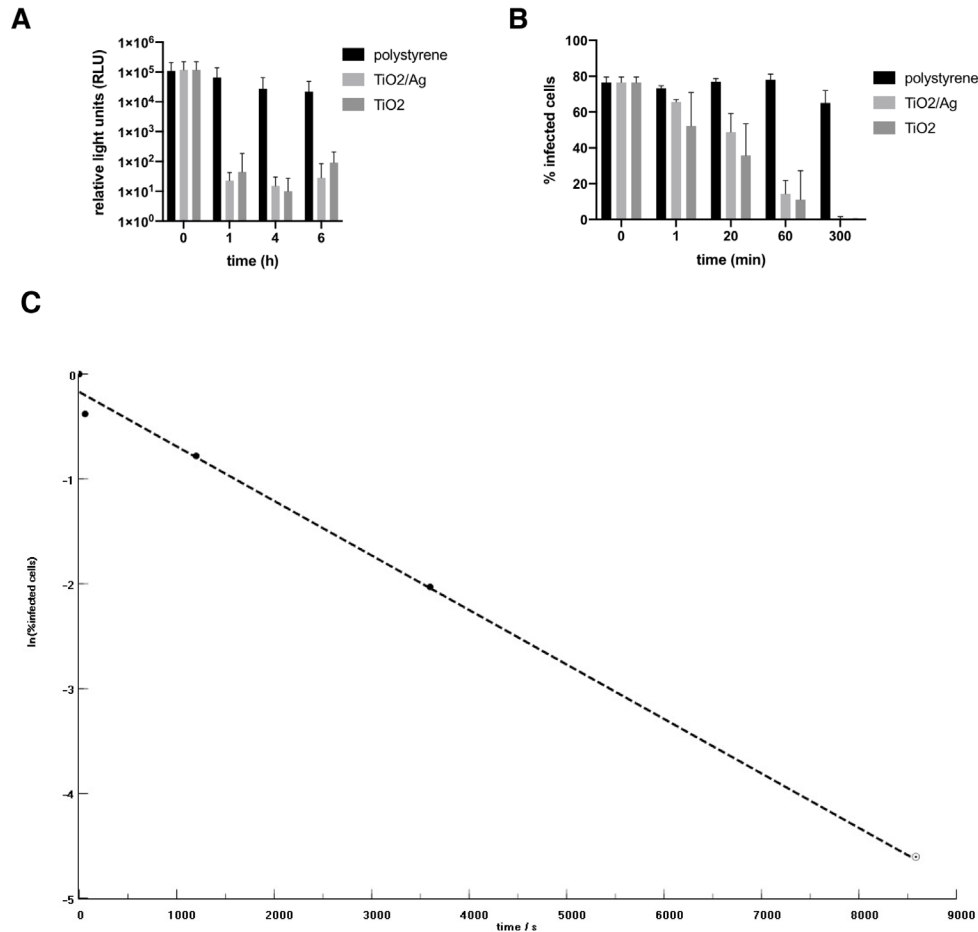 A
relative light units (RLU)
1×10⁶
1×10⁵
1×10⁴
1×10³
1×10²
1×10¹
1×10⁰
0 1 4 6
time (h)
polystyrene
TiO2/Ag
TiO2
B
% infected cells
100
80
60
40
20
0
0 1 20 60 300
time (min)
polystyrene
TiO2/Ag
TiO2
C
ln(%infected cells)
0
-1
-2
-3
-4
-5
0 1000 2000 3000 4000 5000 6000 7000 8000 9000
time / s